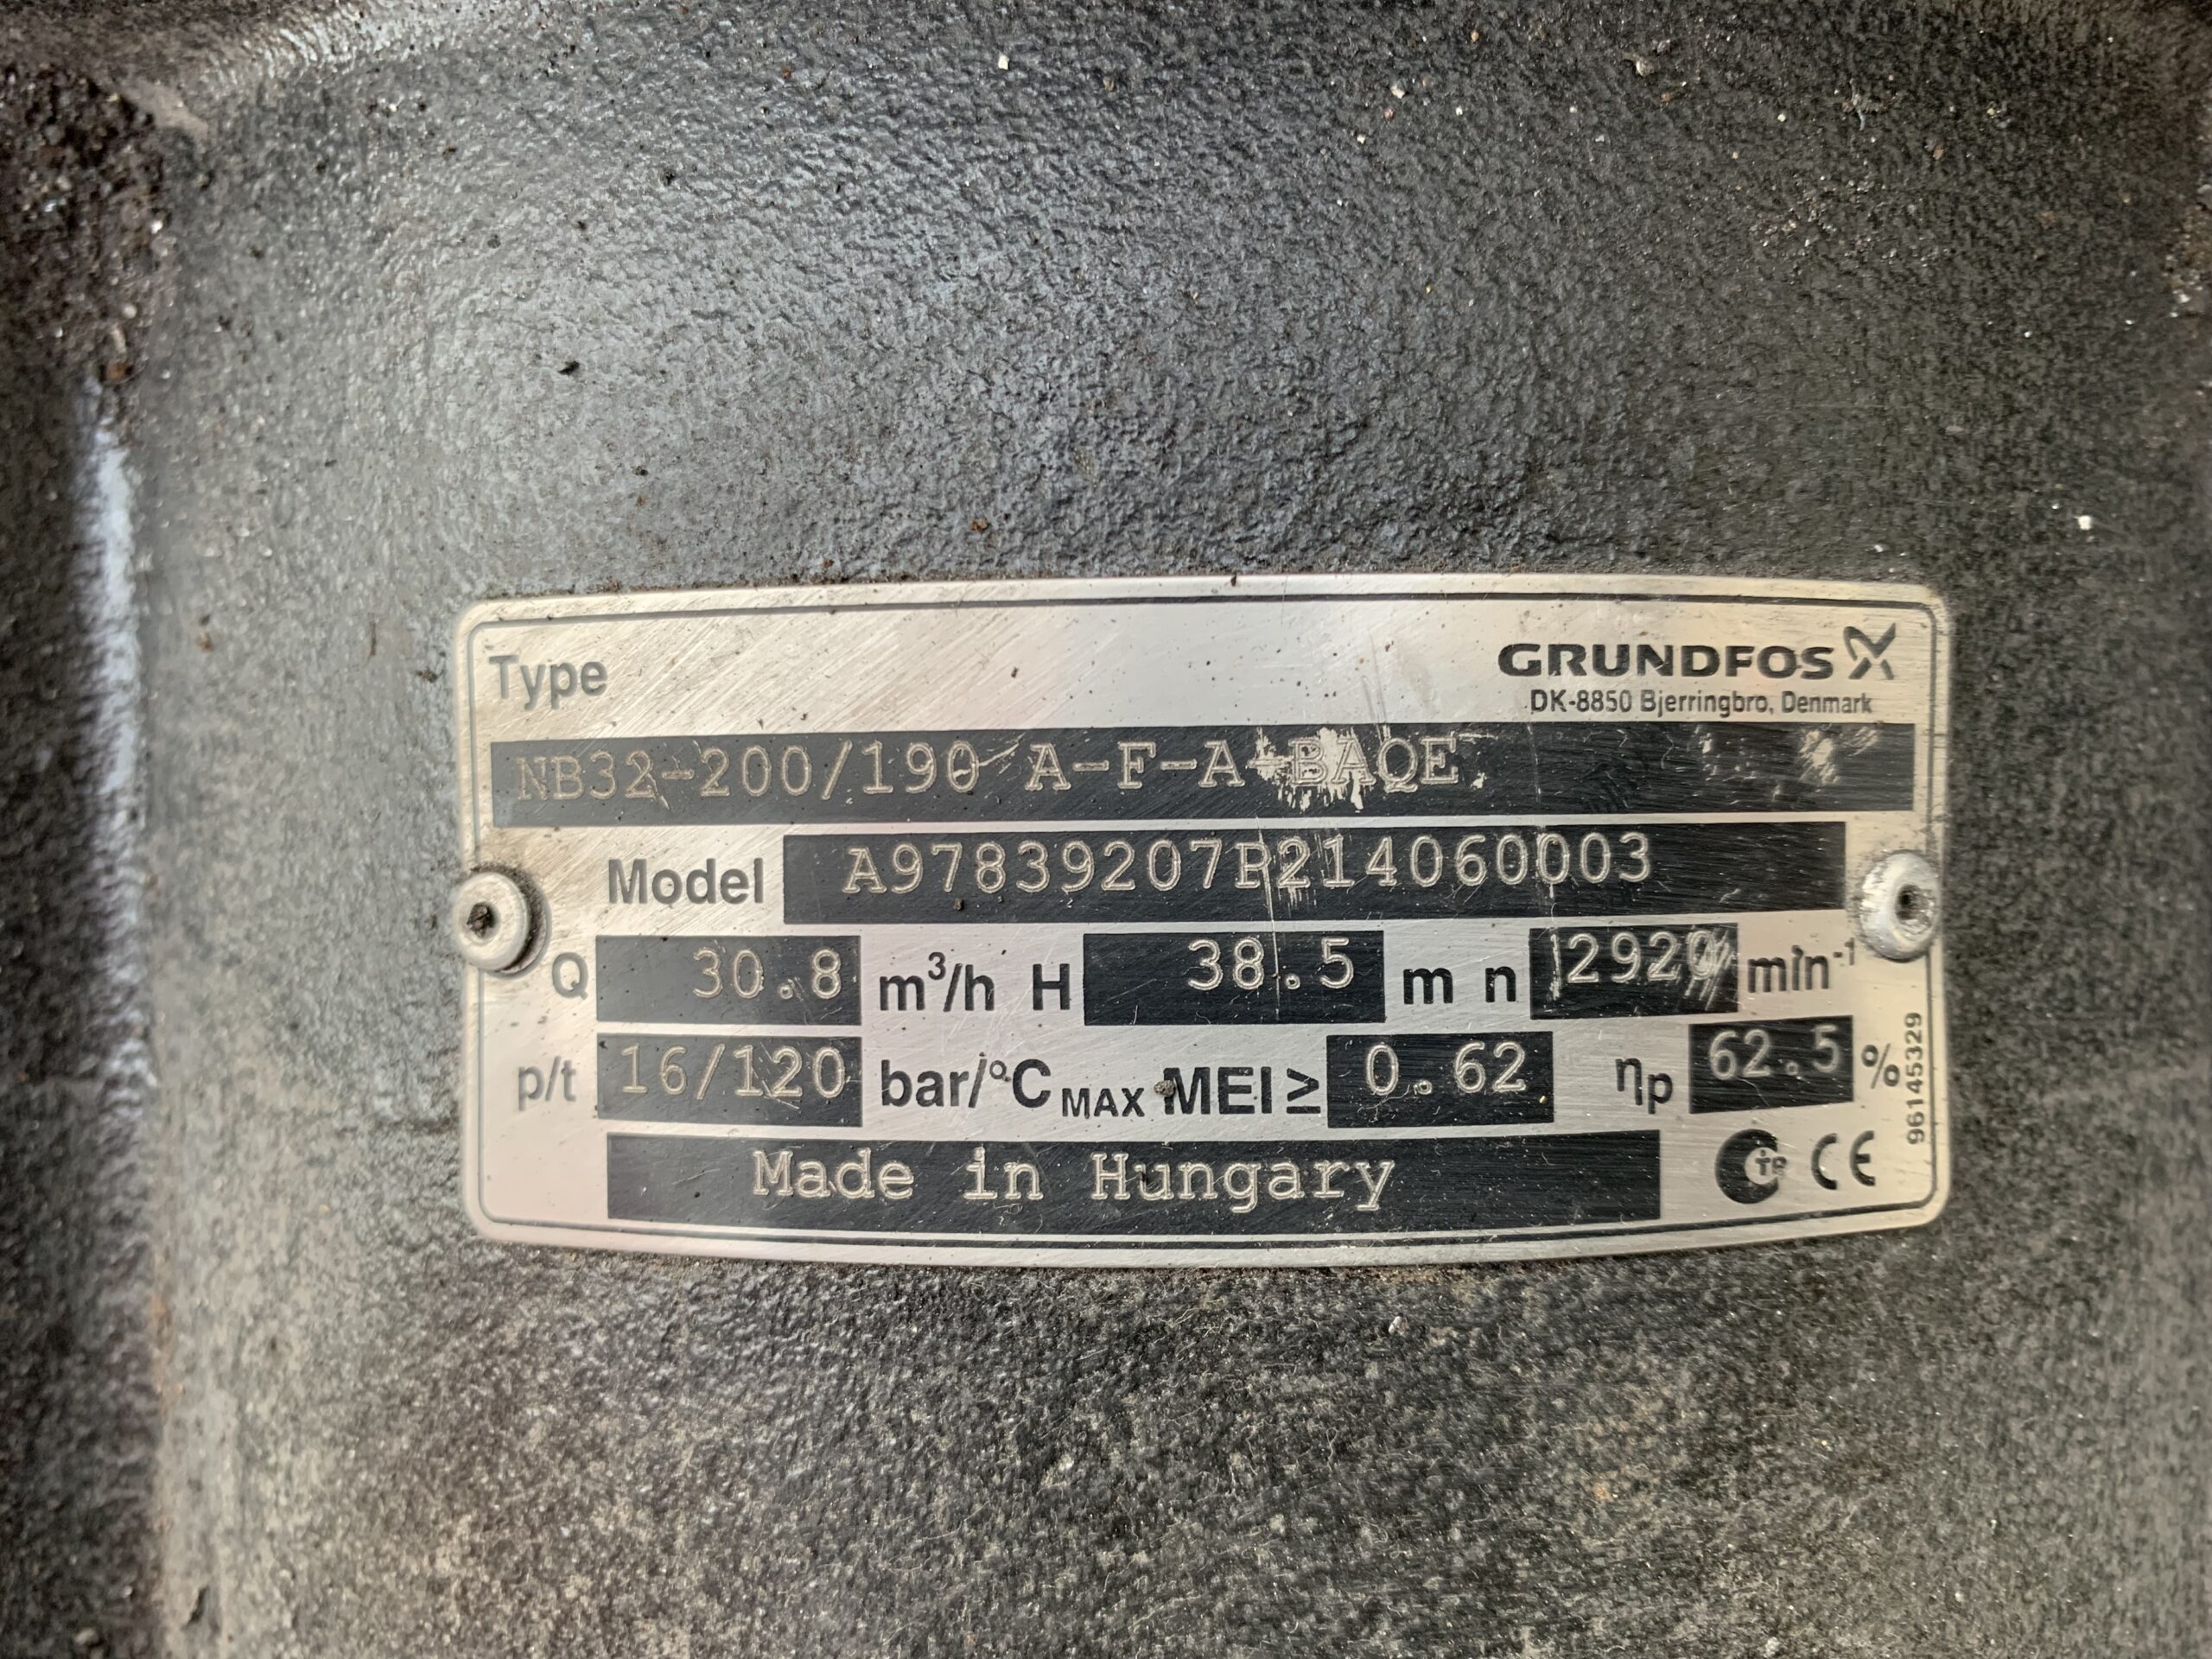 Type
GRUNDFOS
DK-8850 Bjerringbro, Denmark
NB32-200/190 A-F-A-BAQE
Model A97839207P214060003
Q 30.8 m³/h H 38.5 m n 2920 min⁻¹
p/t 16/120 bar/°C MAX MEI ≥ 0.62 ηp 62.5 %
96145329
Made in Hungary
CE